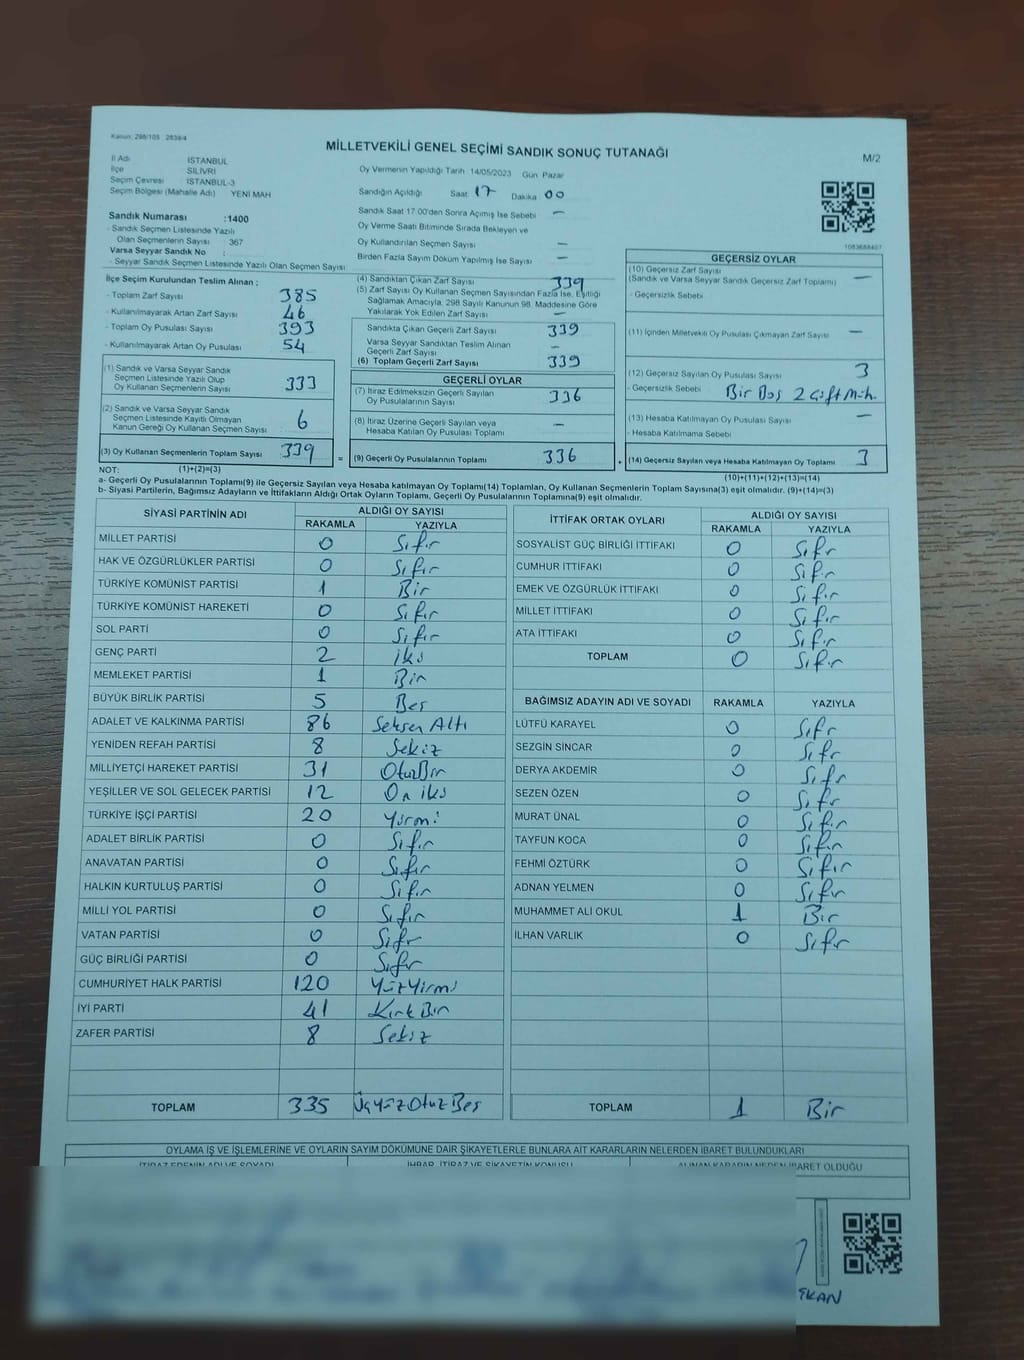 Kanun: 298/105 2839/4
MİLLETVEKİLİ GENEL SEÇİMİ SANDIK SONUÇ TUTANAĞI
M/2
İl Adı İSTANBUL
İlçe SİLİVRİ
Seçim Çevresi İSTANBUL-3
Seçim Bölgesi (Mahalle Adı) YENİ MAH
Sandık Numarası :1400
- Sandık Seçmen Listesinde Yazılı
Olan Seçmenlerin Sayısı 367
Varsa Seyyar Sandık No :
- Seyyar Sandık Seçmen Listesinde Yazılı Olan Seçmen Sayısı
Oy Vermenin Yapıldığı Tarih 14/05/2023 Gün Pazar
Sandığın Açıldığı Saat 17 Dakika 00
Sandık Saat 17:00'den Sonra Açılmış İse Sebebi —
Oy Verme Saati Bitiminde Sırada Bekleyen ve
Oy Kullandırılan Seçmen Sayısı —
Birden Fazla Sayım Döküm Yapılmış İse Sayısı —
1083688407
İlçe Seçim Kurulundan Teslim Alınan ;
- Toplam Zarf Sayısı 385
- Kullanılmayarak Artan Zarf Sayısı 46
- Toplam Oy Pusulası Sayısı 393
- Kullanılmayarak Artan Oy Pusulası 54
(1) Sandık ve Varsa Seyyar Sandık
Seçmen Listesinde Yazılı Olup
Oy Kullanan Seçmenlerin Sayısı 333
(2) Sandık ve Varsa Seyyar Sandık
Seçmen Listesinde Kayıtlı Olmayan
Kanun Gereği Oy Kullanan Seçmen Sayısı 6
(3) Oy Kullanan Seçmenlerin Toplam Sayısı 339
(1)+(2)=(3)
(4) Sandıktan Çıkan Zarf Sayısı 339
(5) Zarf Sayısı Oy Kullanan Seçmen Sayısından Fazla İse, Eşitliği
Sağlamak Amacıyla, 298 Sayılı Kanunun 98. Maddesine Göre
Yakılarak Yok Edilen Zarf Sayısı —
Sandıkta Çıkan Geçerli Zarf Sayısı 339
Varsa Seyyar Sandıktan Teslim Alınan
Geçerli Zarf Sayısı —
(6) Toplam Geçerli Zarf Sayısı 339
GEÇERLİ OYLAR
(7) İtiraz Edilmeksizin Geçerli Sayılan
Oy Pusulalarının Sayısı 336
(8) İtiraz Üzerine Geçerli Sayılan veya
Hesaba Katılan Oy Pusulası Toplamı —
= (9) Geçerli Oy Pusulalarının Toplamı 336
GEÇERSİZ OYLAR
(10) Geçersiz Zarf Sayısı —
(Sandık ve Varsa Seyyar Sandık Geçersiz Zarf Toplamı)
- Geçersizlik Sebebi
(11) İçinden Milletvekili Oy Pusulası Çıkmayan Zarf Sayısı —
(12) Geçersiz Sayılan Oy Pusulası Sayısı 3
- Geçersizlik Sebebi Bir Boş 2 Çift Müh.
(13) Hesaba Katılmayan Oy Pusulası Sayısı —
- Hesaba Katılmama Sebebi
+ (14) Geçersiz Sayılan veya Hesaba Katılmayan Oy Toplamı 3
(10)+(11)+(12)+(13)=(14)
NOT:
a- Geçerli Oy Pusulalarının Toplamı(9) ile Geçersiz Sayılan veya Hesaba katılmayan Oy Toplamı(14) Toplamları, Oy Kullanan Seçmenlerin Toplam Sayısına(3) eşit olmalıdır. (9)+(14)=(3)
b- Siyasi Partilerin, Bağımsız Adayların ve İttifakların Aldığı Ortak Oyların Toplamı, Geçerli Oy Pusulalarının Toplamına(9) eşit olmalıdır.
SİYASİ PARTİNİN ADI ALDIĞI OY SAYISI
RAKAMLA YAZIYLA
MİLLET PARTİSİ 0 Sıfır
HAK VE ÖZGÜRLÜKLER PARTİSİ 0 Sıfır
TÜRKİYE KOMÜNİST PARTİSİ 1 Bir
TÜRKİYE KOMÜNİST HAREKETİ 0 Sıfır
SOL PARTİ 0 Sıfır
GENÇ PARTİ 2 iki
MEMLEKET PARTİSİ 1 Bir
BÜYÜK BİRLİK PARTİSİ 5 Beş
ADALET VE KALKINMA PARTİSİ 86 Seksen Altı
YENİDEN REFAH PARTİSİ 8 Sekiz
MİLLİYETÇİ HAREKET PARTİSİ 31 OtuzBir
YEŞİLLER VE SOL GELECEK PARTİSİ 12 On iki
TÜRKİYE İŞÇİ PARTİSİ 20 Yirmi
ADALET BİRLİK PARTİSİ 0 Sıfır
ANAVATAN PARTİSİ 0 Sıfır
HALKIN KURTULUŞ PARTİSİ 0 Sıfır
MİLLİ YOL PARTİSİ 0 Sıfır
VATAN PARTİSİ 0 Sıfır
GÜÇ BİRLİĞİ PARTİSİ 0 Sıfır
CUMHURİYET HALK PARTİSİ 120 YüzYirmi
İYİ PARTİ 41 KırkBir
ZAFER PARTİSİ 8 Sekiz
TOPLAM 335 ÜçyüzOtuzBeş
İTTİFAK ORTAK OYLARI ALDIĞI OY SAYISI
RAKAMLA YAZIYLA
SOSYALİST GÜÇ BİRLİĞİ İTTİFAKI 0 Sıfır
CUMHUR İTTİFAKI 0 Sıfır
EMEK VE ÖZGÜRLÜK İTTİFAKI 0 Sıfır
MİLLET İTTİFAKI 0 Sıfır
ATA İTTİFAKI 0 Sıfır
TOPLAM 0 Sıfır
BAĞIMSIZ ADAYIN ADI VE SOYADI RAKAMLA YAZIYLA
LÜTFÜ KARAYEL 0 Sıfır
SEZGİN SİNCAR 0 Sıfır
DERYA AKDEMİR 0 Sıfır
SEZEN ÖZEN 0 Sıfır
MURAT ÜNAL 0 Sıfır
TAYFUN KOCA 0 Sıfır
FEHMİ ÖZTÜRK 0 Sıfır
ADNAN YELMEN 0 Sıfır
MUHAMMET ALİ OKUL 1 Bir
İLHAN VARLIK 0 Sıfır
TOPLAM 1 Bir
OYLAMA İŞ VE İŞLEMLERİNE VE OYLARIN SAYIM DÖKÜMÜNE DAİR ŞİKAYETLERLE BUNLARA AİT KARARLARIN NELERDEN İBARET BULUNDUKLARI
İTİRAZ EDENİN ADI VE SOYADI İHBAR, İTİRAZ VE ŞİKAYETİN KONUSU ALINAN KARARIN NEDEN İBARET OLDUĞU